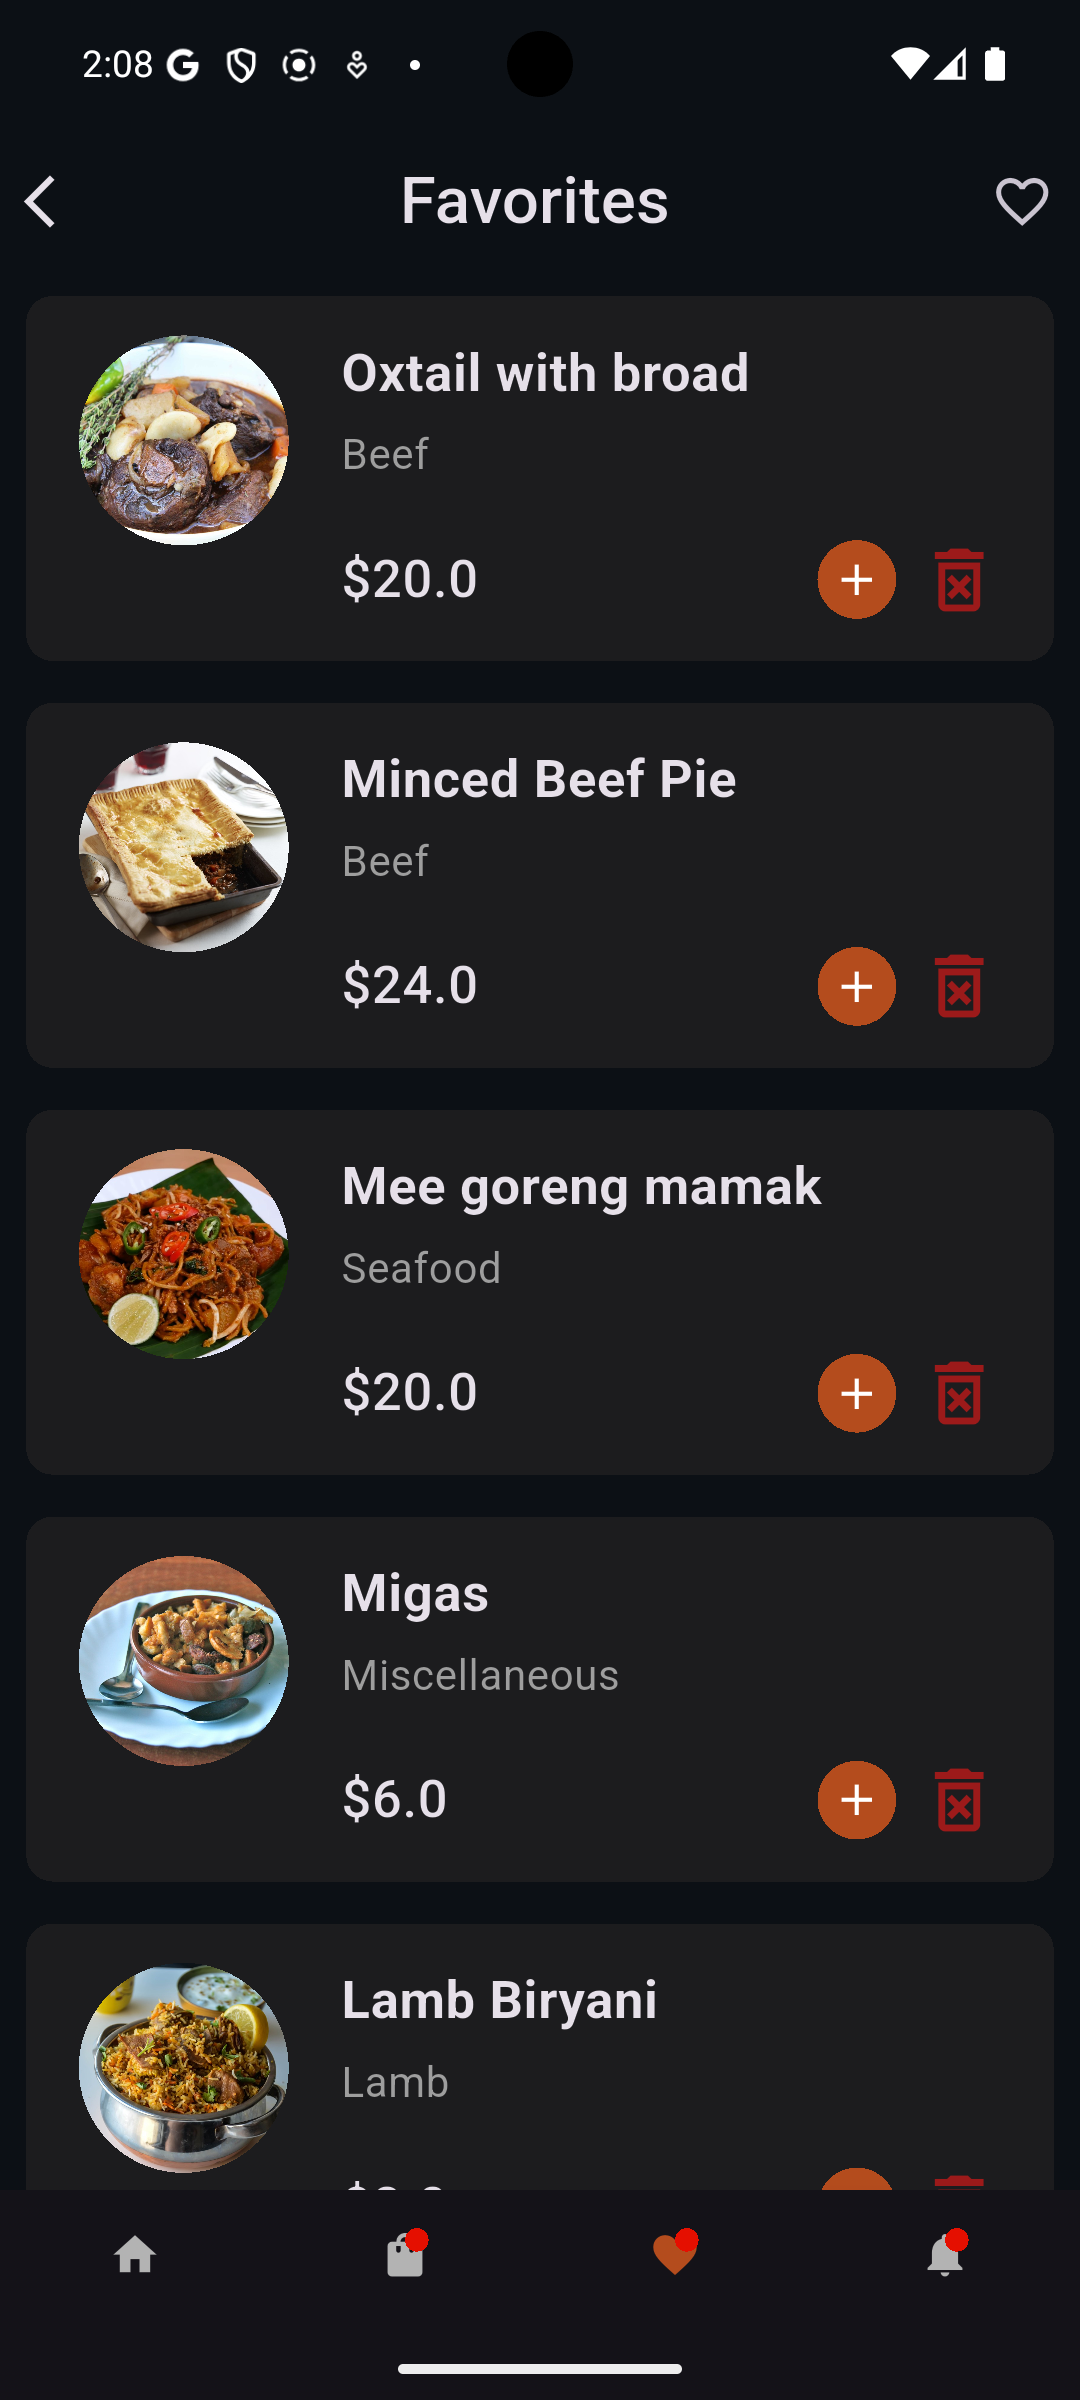 2:08
Favorites
Oxtail with broad
Beef
$20.0
Minced Beef Pie
Beef
$24.0
Mee goreng mamak
Seafood
$20.0
Migas
Miscellaneous
$6.0
Lamb Biryani
Lamb